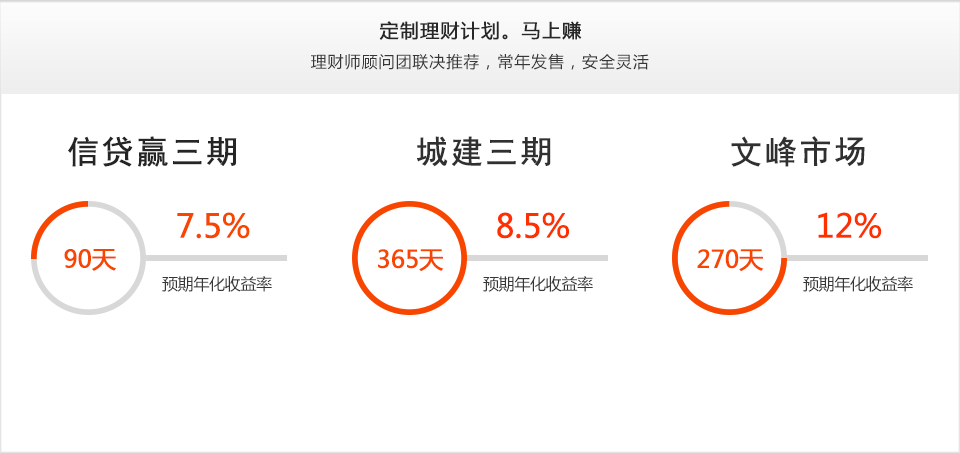 定制理财计划。马上赚
理财师顾问团联决推荐，常年发售，安全灵活
信贷赢三期
90天
7.5%
预期年化收益率
城建三期
365天
8.5%
预期年化收益率
文峰市场
270天
12%
预期年化收益率